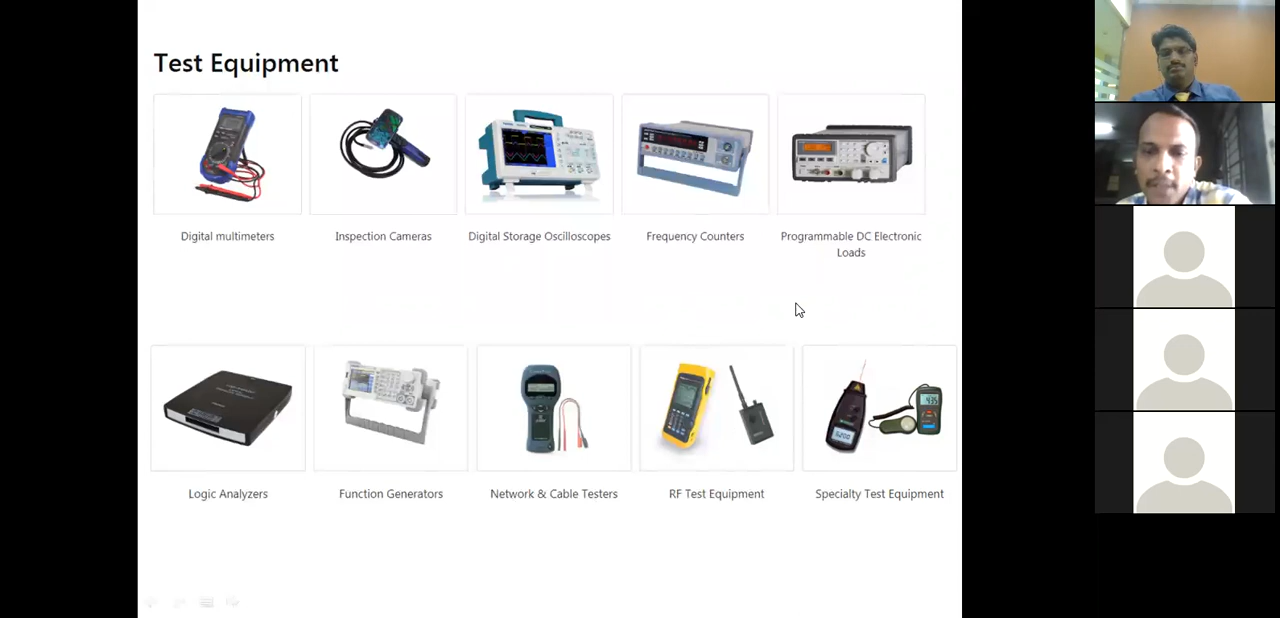 Test Equipment
Digital multimeters
Inspection Cameras
Digital Storage Oscilloscopes
Frequency Counters
Programmable DC Electronic
Loads
Logic Analyzers
Function Generators
Network & Cable Testers
RF Test Equipment
Specialty Test Equipment